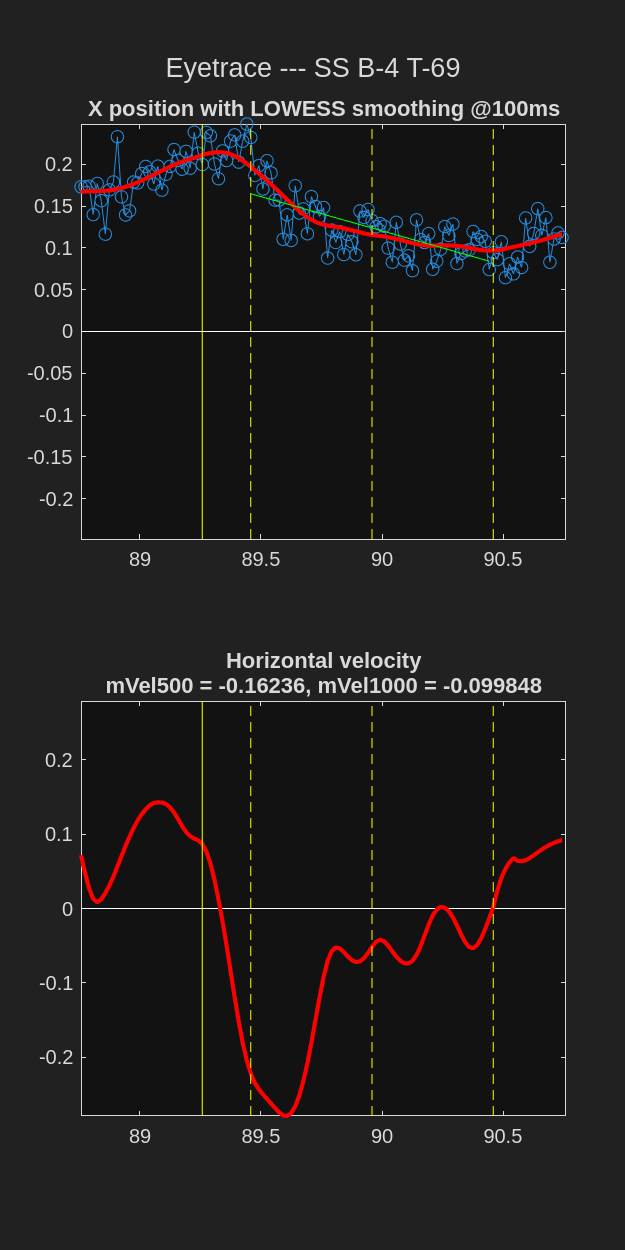 Eyetrace --- SS B-4 T-69
X position with LOWESS smoothing @100ms
0.2
0.15
0.1
0.05
0
-0.05
-0.1
-0.15
-0.2
89 89.5 90 90.5
Horizontal velocity
mVel500 = -0.16236, mVel1000 = -0.099848
0.2
0.1
0
-0.1
-0.2
89 89.5 90 90.5